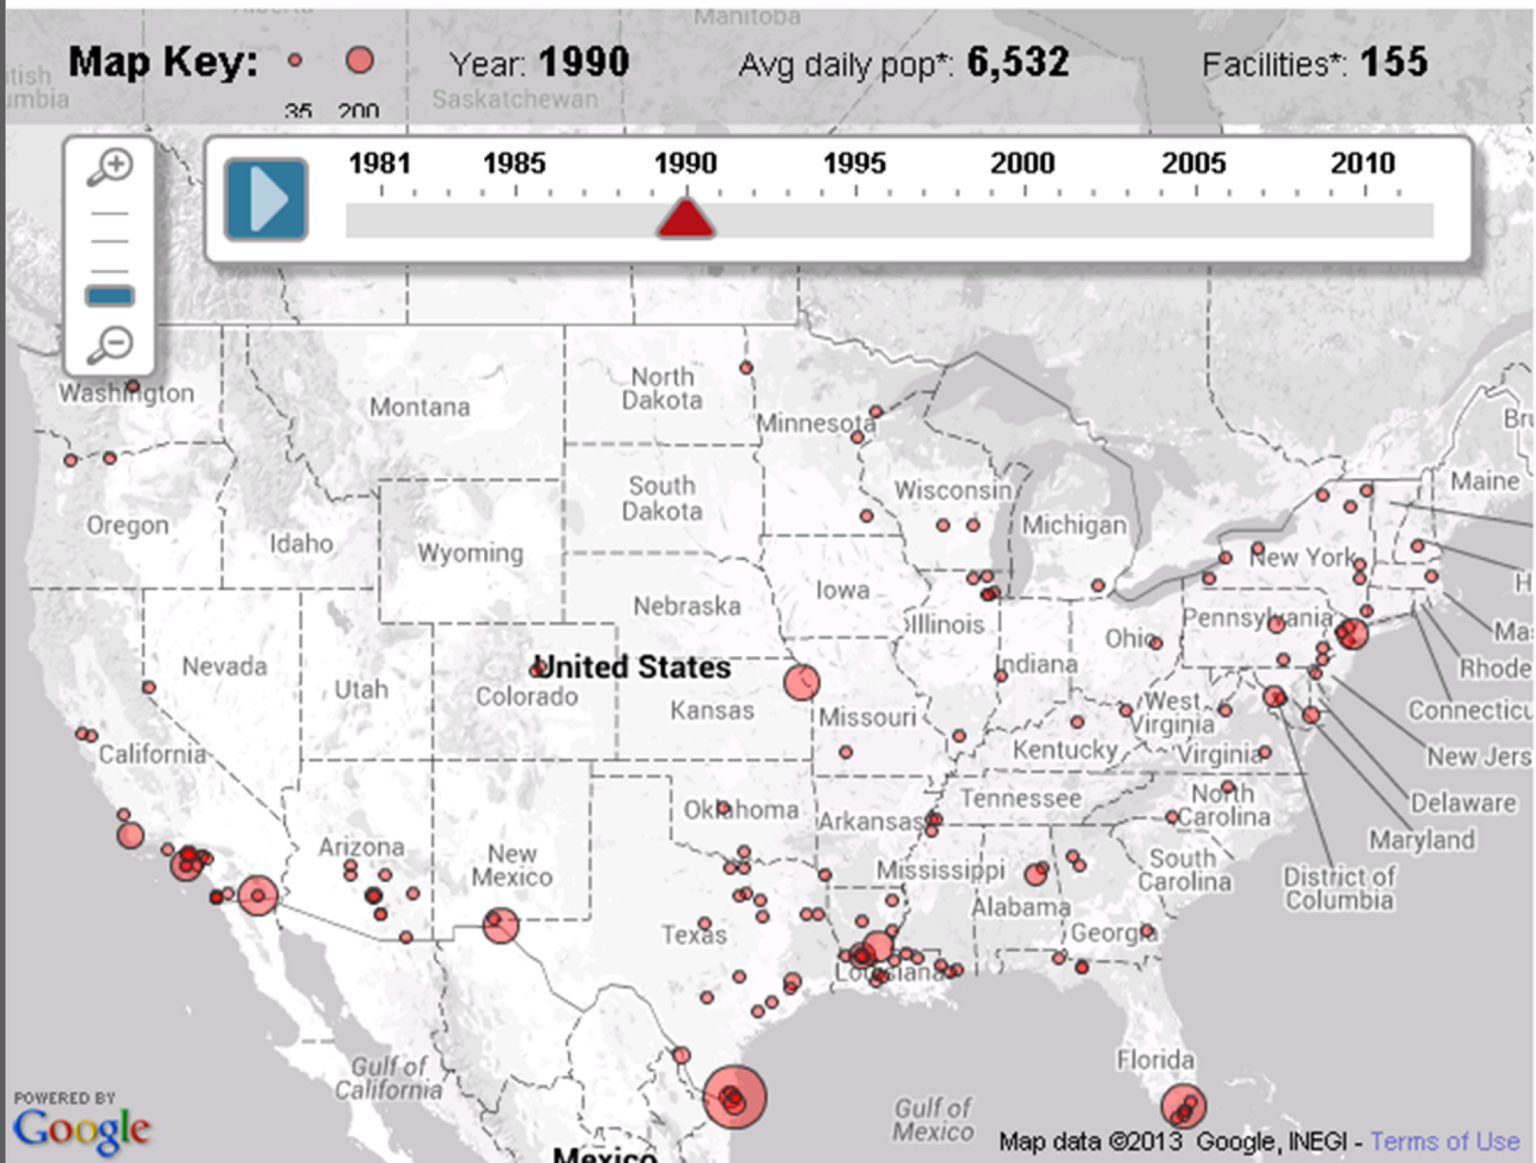 Alberta
Manitoba
Map Key:
Year: 1990
Avg daily pop*: 6,532
Facilities*: 155
Saskatchewan
35 200
1981 1985 1990 1995 2000 2005 2010
Washington
Montana
North
Dakota
Minnesota
Maine
Oregon
Idaho
Wyoming
South
Dakota
Wisconsin
Michigan
New York
Nebraska
Iowa
Illinois
Indiana
Ohio
Pennsylvania
Nevada
Utah
Colorado
United States
Kansas
Missouri
West
Virginia
Rhode
Connecticu
California
Kentucky
Virginia
New Jers
Oklahoma
Arkansas
Tennessee
North
Carolina
Delaware
Maryland
Arizona
New
Mexico
Mississippi
South
Carolina
District of
Columbia
Texas
Alabama
Georgia
Louisiana
Florida
Gulf of
California
Gulf of
Mexico
POWERED BY
Google
Mexico
Map data ©2013 Google, INEGI - Terms of Use